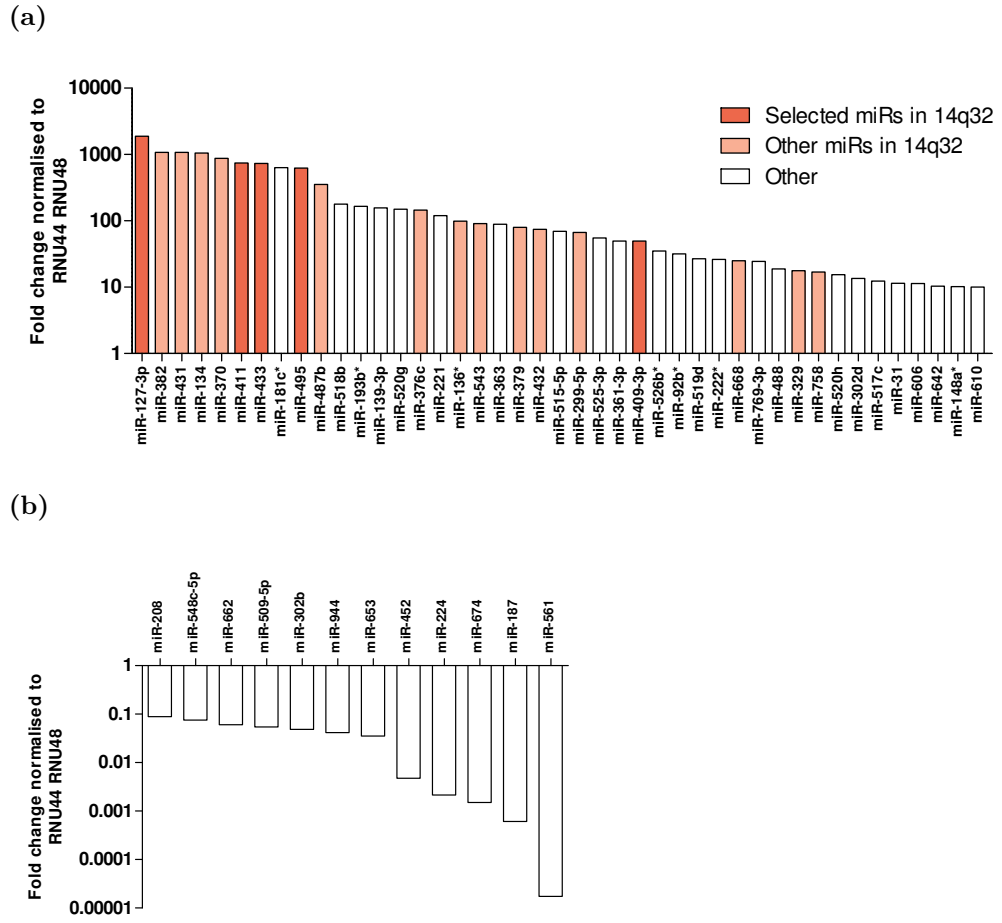 (a)
Fold change normalised to
RNU44 RNU48
10000
1000
100
10
1
Selected miRs in 14q32
Other miRs in 14q32
Other
miR-127-3p
miR-382
miR-431
miR-134
miR-370
miR-411
miR-433
miR-181c*
miR-495
miR-487b
miR-518b
miR-193b*
miR-139-3p
miR-520g
miR-376c
miR-221
miR-136*
miR-543
miR-363
miR-379
miR-432
miR-515-5p
miR-299-5p
miR-525-3p
miR-361-3p
miR-409-3p
miR-526b*
miR-92b*
miR-519d
miR-222*
miR-668
miR-769-3p
miR-488
miR-329
miR-758
miR-520h
miR-302d
miR-517c
miR-31
miR-606
miR-642
miR-148a*
miR-610
(b)
miR-208
miR-548c-5p
miR-662
miR-509-5p
miR-302b
miR-944
miR-653
miR-452
miR-224
miR-674
miR-187
miR-561
Fold change normalised to
RNU44 RNU48
1
0.1
0.01
0.001
0.0001
0.00001